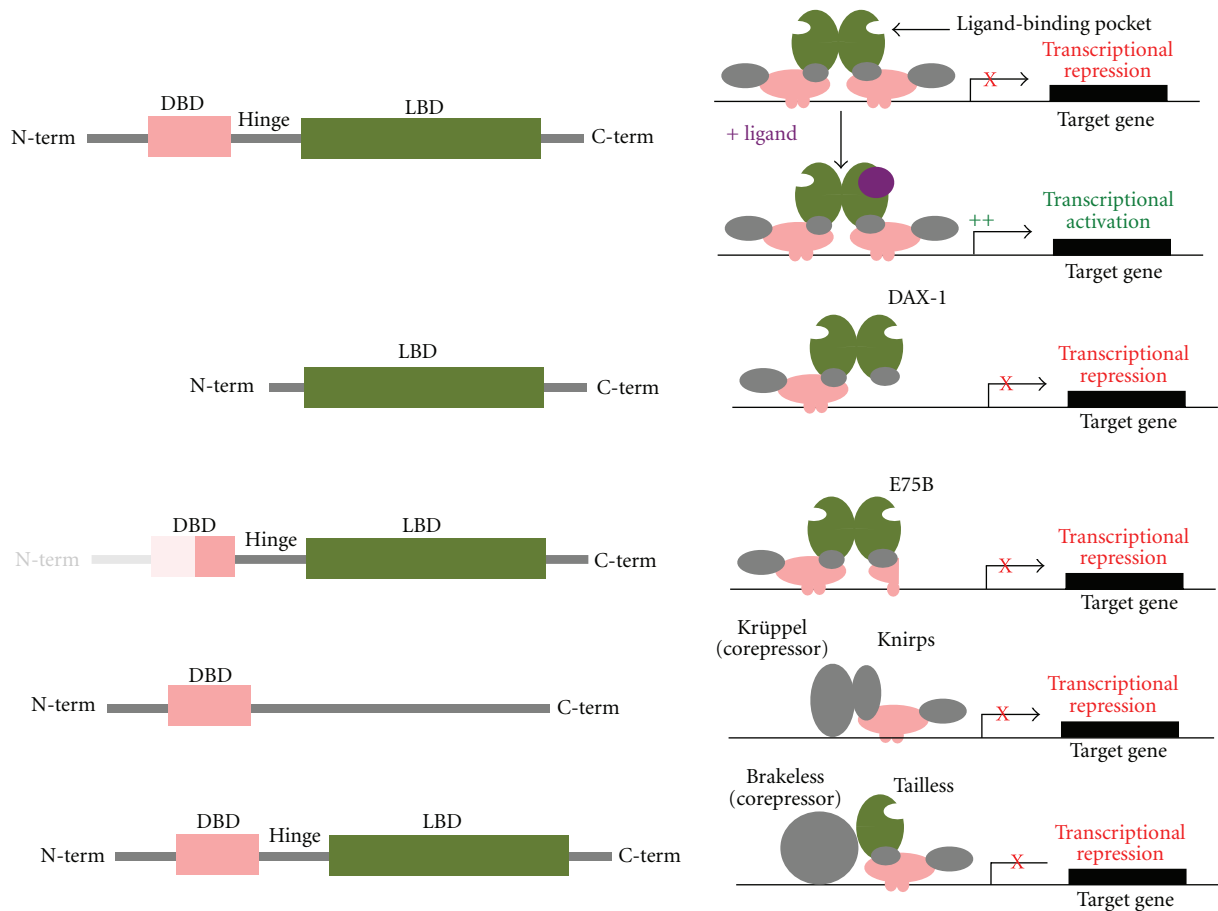 DBD
Hinge
LBD
N-term
C-term
Ligand-binding pocket
Transcriptional
repression
X
Target gene
+ ligand
Transcriptional
activation
++
Target gene
LBD
N-term
C-term
DAX-1
Transcriptional
repression
X
Target gene
DBD
Hinge
LBD
N-term
C-term
E75B
Transcriptional
repression
X
Target gene
DBD
N-term
C-term
Krüppel
(corepressor)
Knirps
Transcriptional
repression
X
Target gene
DBD
Hinge
LBD
N-term
C-term
Brakeless
(corepressor)
Tailless
Transcriptional
repression
X
Target gene